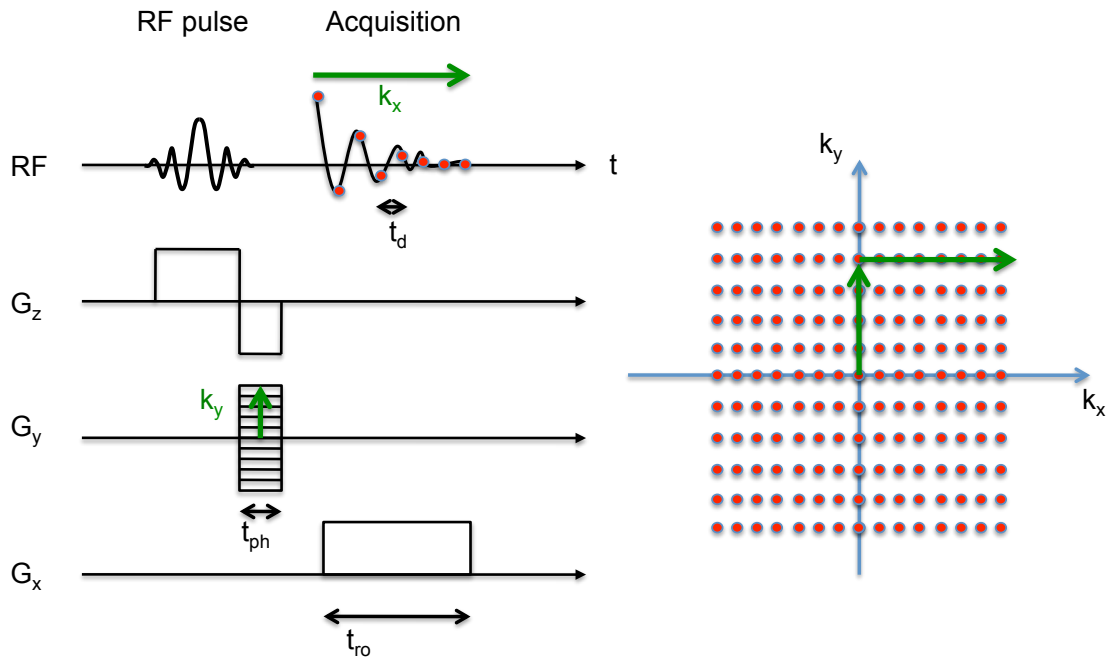 RF pulse
Acquisition
kx
RF
t
td
Gz
ky
Gy
tph
Gx
tro
ky
kx